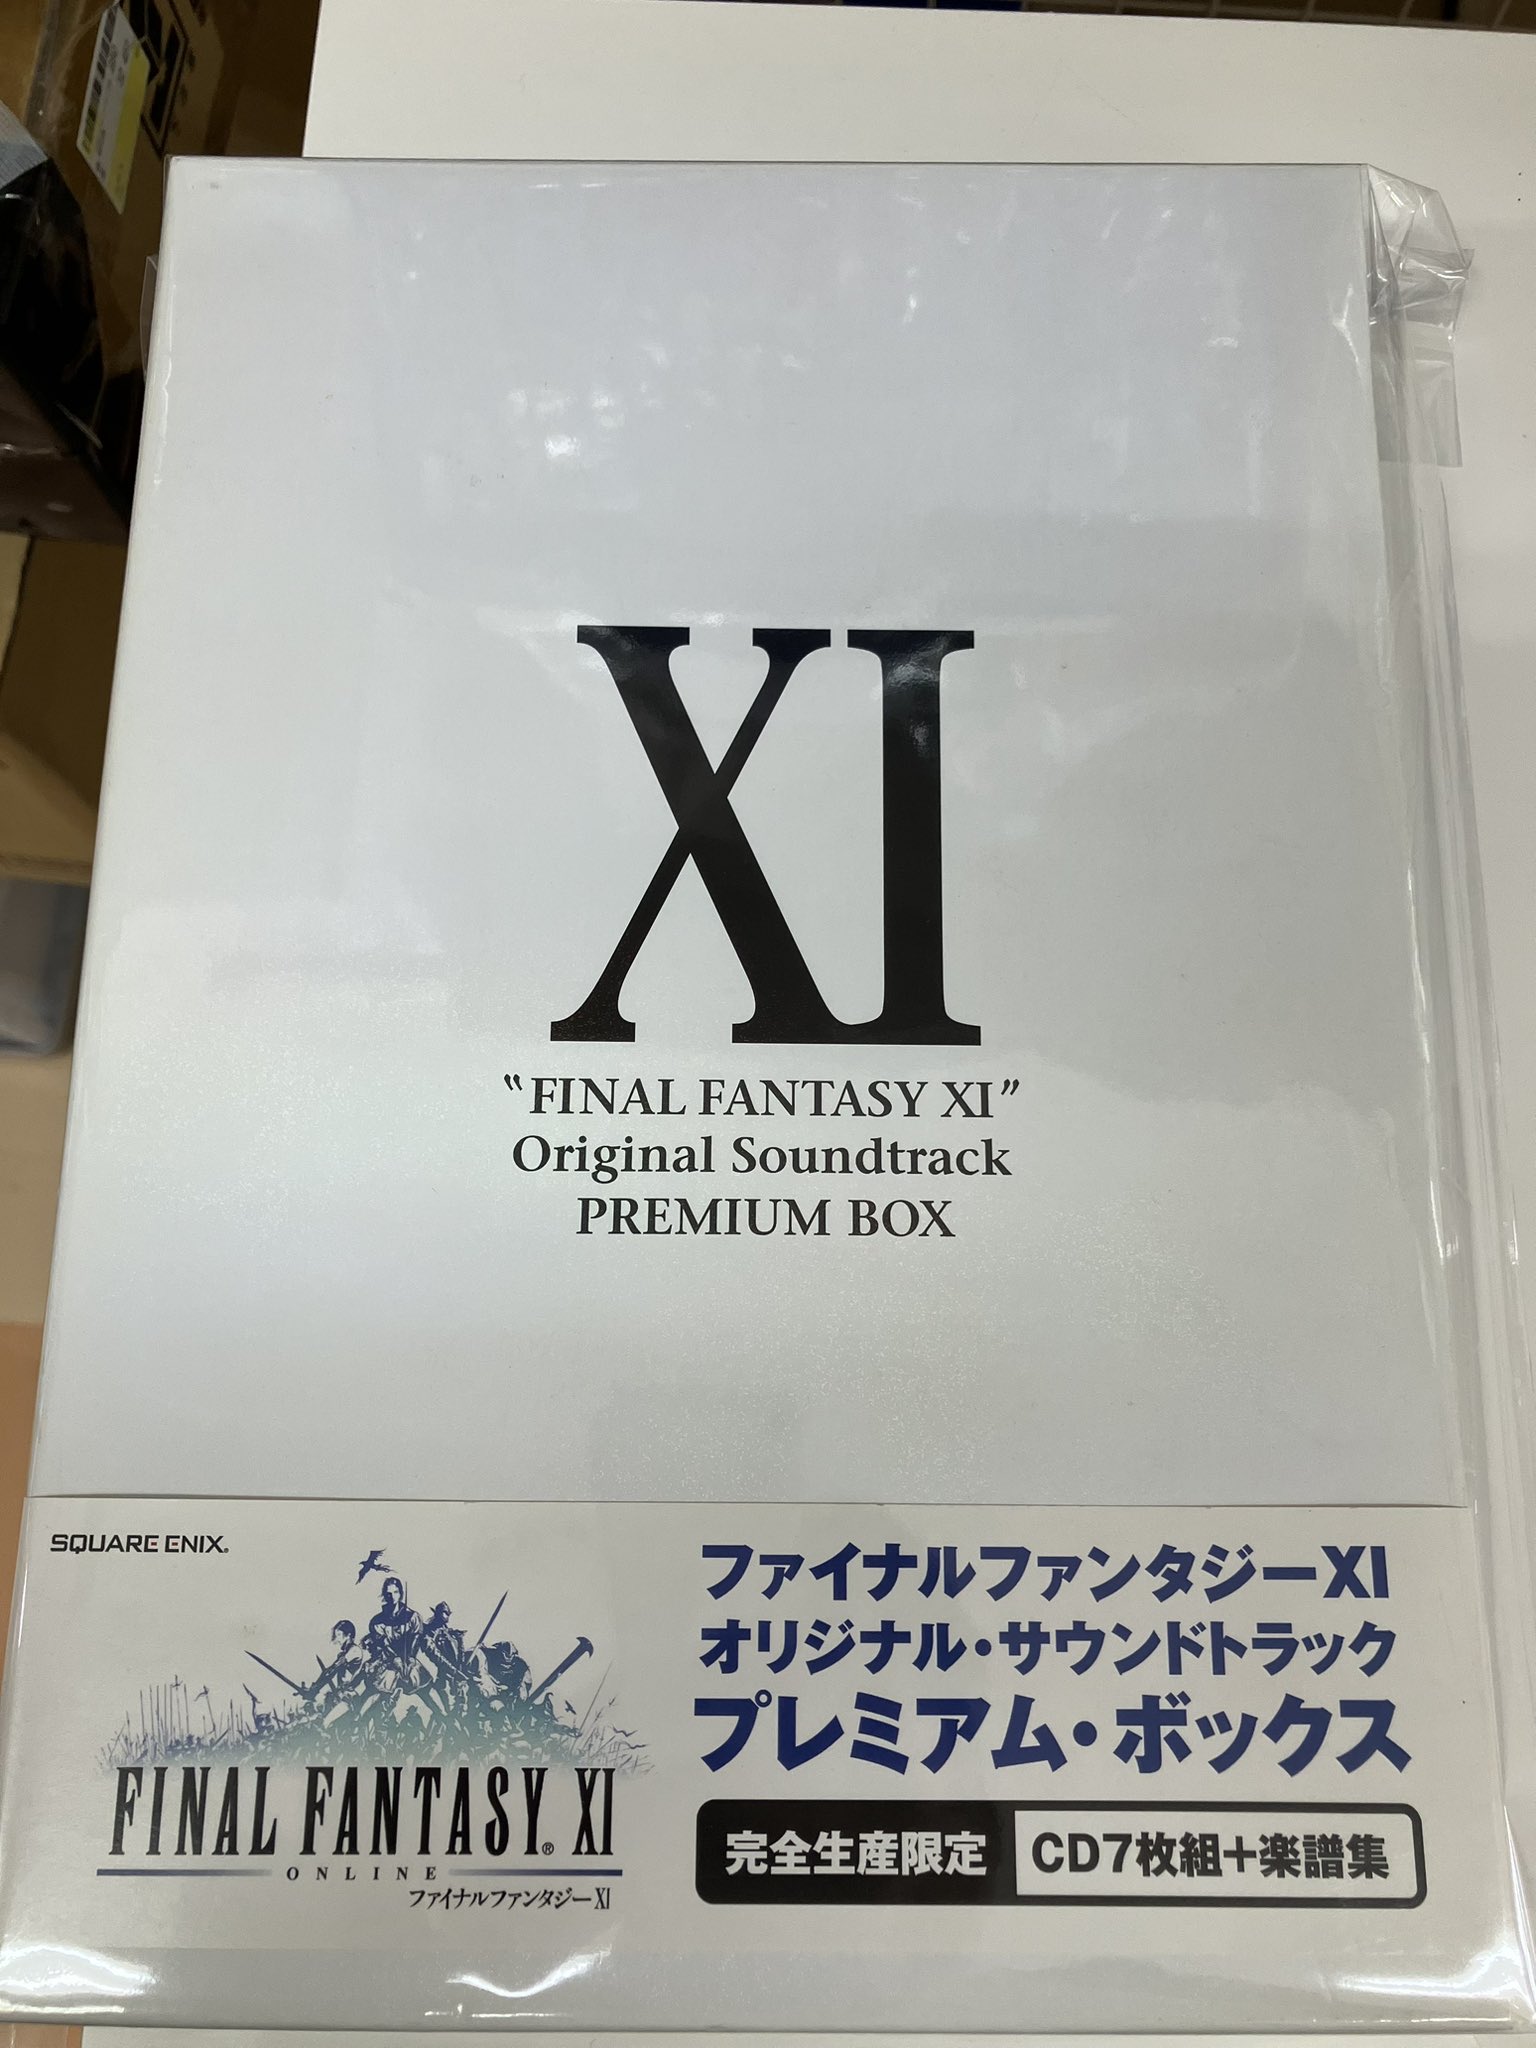 XI
“FINAL FANTASY XI”
Original Soundtrack
PREMIUM BOX
SQUARE ENIX®
FINAL FANTASY® XI
ONLINE
ファイナルファンタジーXI
ファイナルファンタジーXI
オリジナル・サウンドトラック
プレミアム・ボックス
完全生産限定 CD7枚組+楽譜集